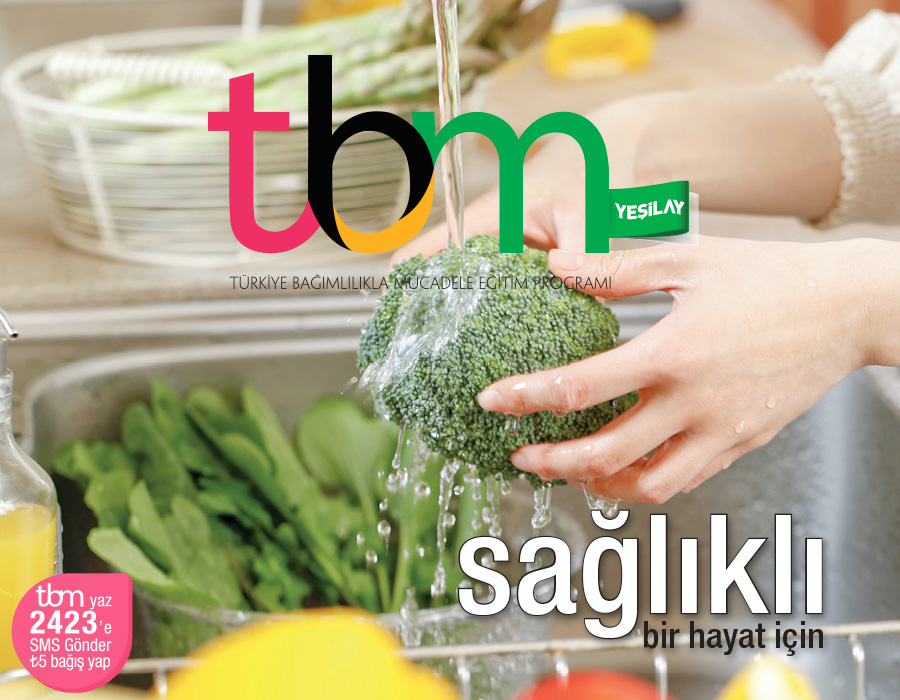 tbm
YEŞİLAY
TÜRKİYE BAĞIMLILIKLA MÜCADELE EĞİTİM PROGRAMI
sağlıklı
bir hayat için
tbm yaz
2423'e
SMS Gönder
₺5 bağış yap